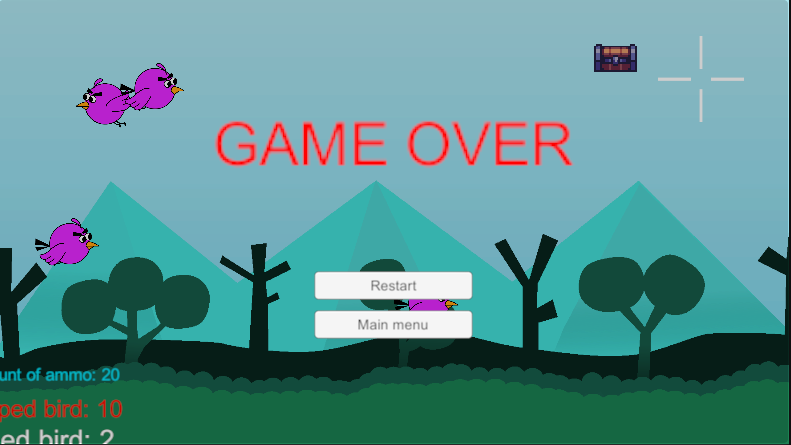 GAME OVER
Restart
Main menu
unt of ammo: 20
ped bird: 10
ed bird: 2